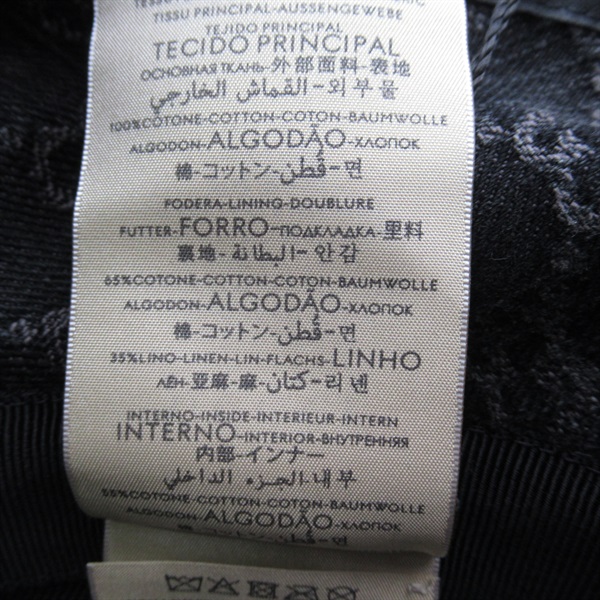 TISSU PRINCIPAL-AUSSENGEWEBE
TEJIDO PRINCIPAL
TECIDO PRINCIPAL
ОСНОВНАЯ ТКАНЬ-外部面料-表地
القماش الخارجي-외부물
100%COTONE-COTTON-COTON-BAUMWOLLE
ALGODON-ALGODÃO-ХЛОПОК
棉-コットン-قُطن-면
FODERA-LINING-DOUBLURE
FUTTER-FORRO-ПОДКЛАДКА-里料
裏地-البطانة-안감
65%COTONE-COTTON-COTON-BAUMWOLLE
ALGODON-ALGODÃO-ХЛОПОК
棉-コットン-قُطن-면
35%LINO-LINEN-LIN-FLACHS-LINHO
ЛЕН-亚麻-麻-كتان-리넨
INTERNO-INSIDE-INTERIEUR-INTERN
INTERNO-INTERIOR-ВНУТРЕННЯЯ
内部-インナー
부내-الجزء الداخلي
55%COTONE-COTTON-COTON-BAUMWOLLE
ALGODON-ALGODÃO-ХЛОПОК